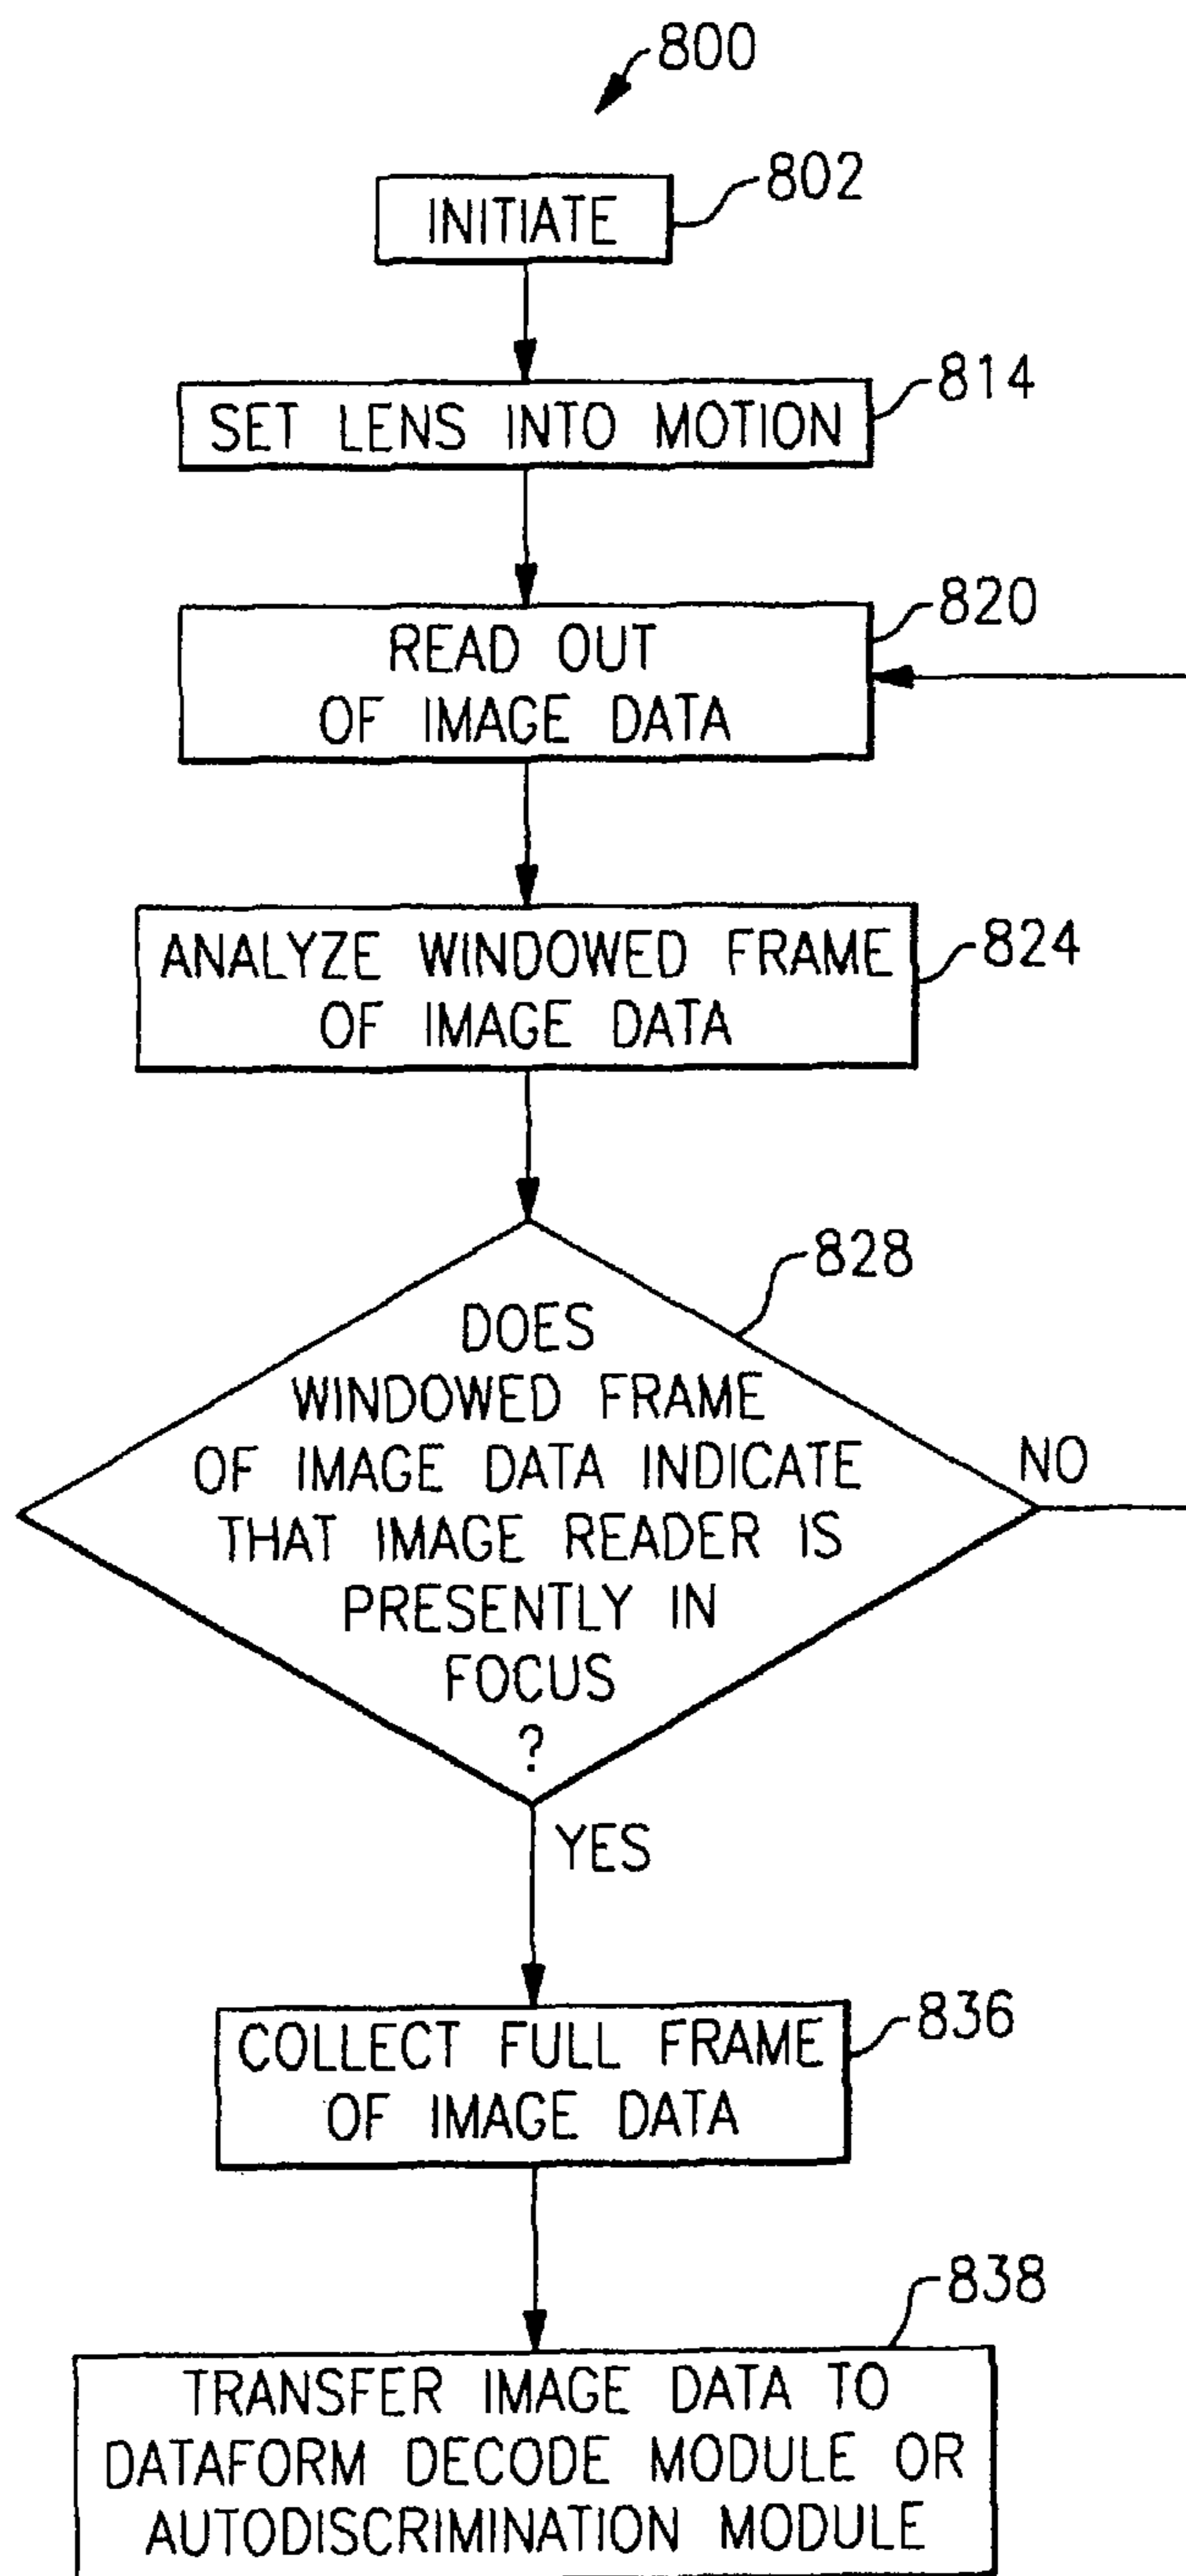 800
INITIATE
802
SET LENS INTO MOTION
814
READ OUT
OF IMAGE DATA
820
ANALYZE WINDOWED FRAME
OF IMAGE DATA
824
828
DOES
WINDOWED FRAME
OF IMAGE DATA INDICATE
THAT IMAGE READER IS
PRESENTLY IN
FOCUS
?
NO
YES
COLLECT FULL FRAME
OF IMAGE DATA
836
838
TRANSFER IMAGE DATA TO
DATAFORM DECODE MODULE OR
AUTODISCRIMINATION MODULE